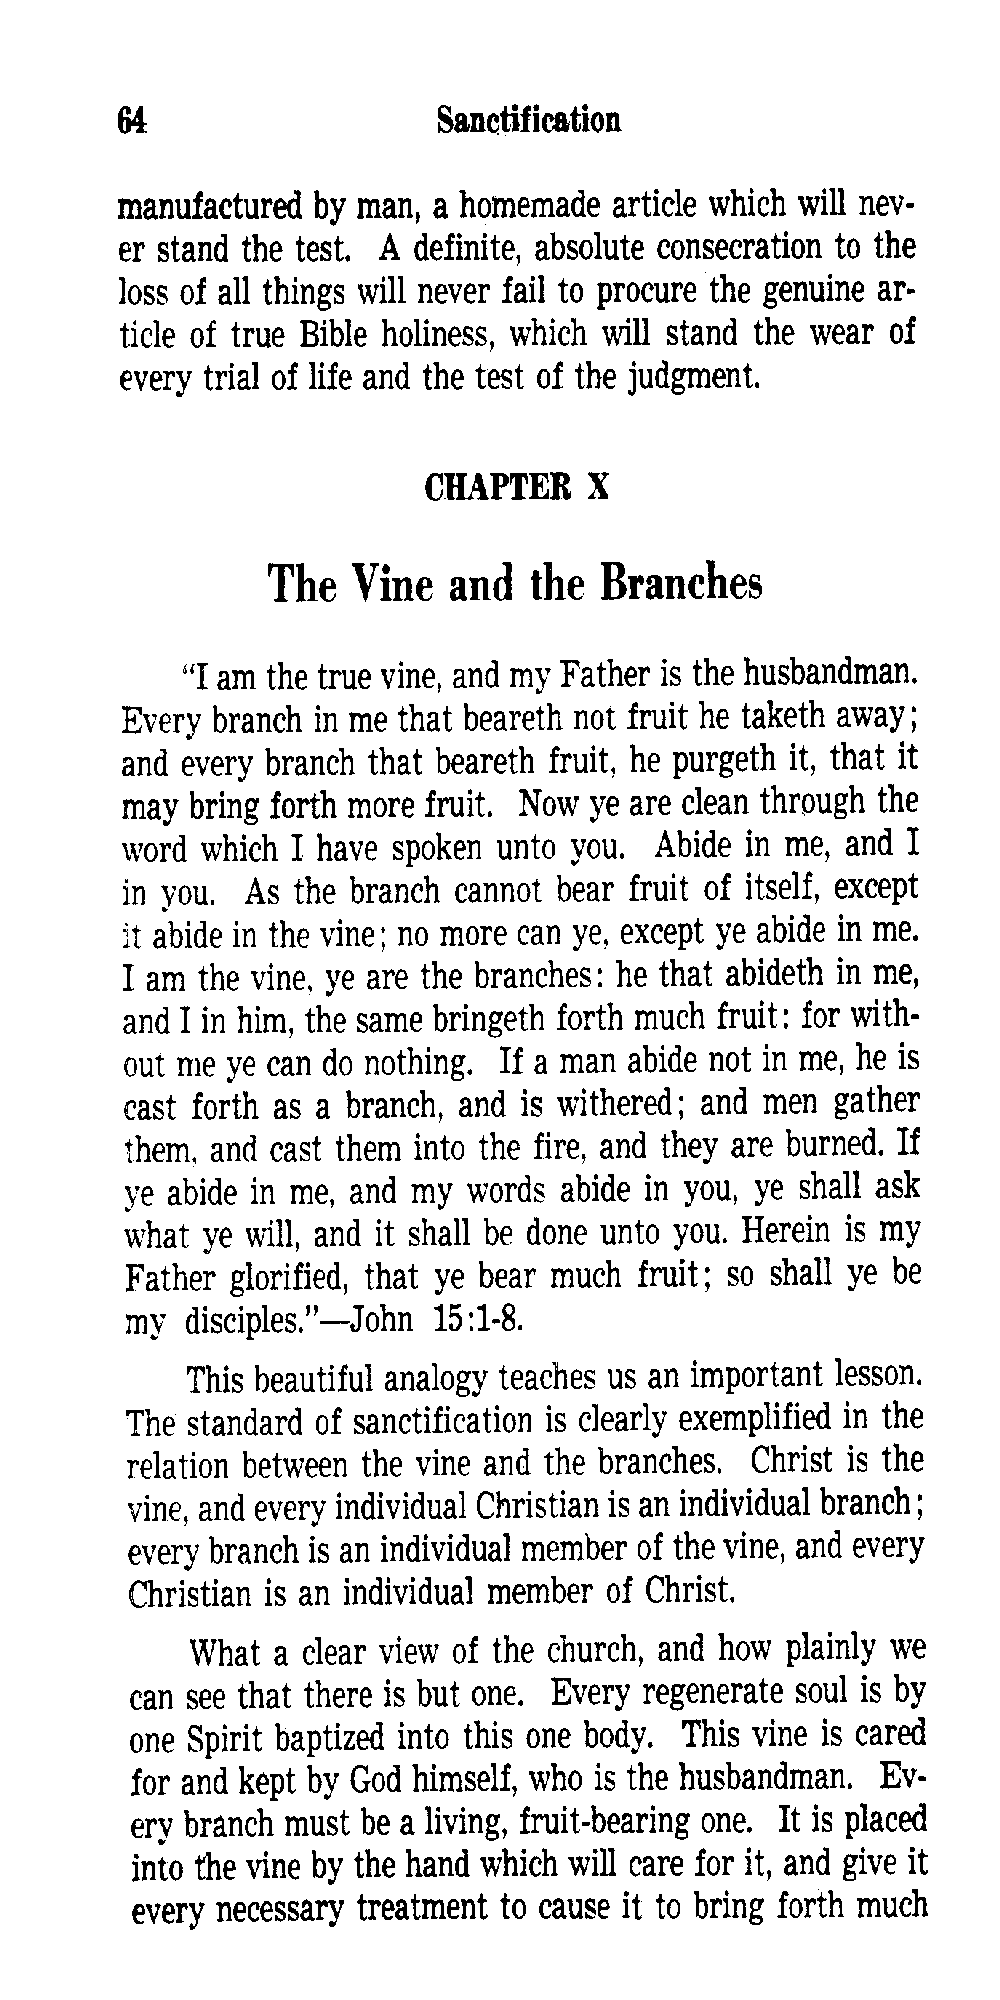 64 Sanctification
manufactured by man, a homemade article which will nev-
er stand the test. A definite, absolute consecration to the
loss of all things will never fail to procure the genuine ar-
ticle of true Bible holiness, which will stand the wear of
every trial of life and the test of the judgment.
CHAPTER X
The Vine and the Branches
“I am the true vine, and my Father is the husbandman.
Every branch in me that beareth not fruit he taketh away;
and every branch that beareth fruit, he purgeth it, that it
may bring forth more fruit. Now ye are clean through the
word which I have spoken unto you. Abide in me, and I
in you. As the branch cannot bear fruit of itself, except
it abide in the vine; no more can ye, except ye abide in me.
I am the vine, ye are the branches: he that abideth in me,
and I in him, the same bringeth forth much fruit: for with-
out me ye can do nothing. If a man abide not in me, he is
cast forth as a branch, and is withered; and men gather
them, and cast them into the fire, and they are burned. If
ye abide in me, and my words abide in you, ye shall ask
what ye will, and it shall be done unto you. Herein is my
Father glorified, that ye bear much fruit; so shall ye be
my disciples.”—John 15:1-8.
This beautiful analogy teaches us an important lesson.
The standard of sanctification is clearly exemplified in the
relation between the vine and the branches. Christ is the
vine, and every individual Christian is an individual branch;
every branch is an individual member of the vine, and every
Christian is an individual member of Christ.
What a clear view of the church, and how plainly we
can see that there is but one. Every regenerate soul is by
one Spirit baptized into this one body. This vine is cared
for and kept by God himself, who is the husbandman. Ev-
ery branch must be a living, fruit-bearing one. It is placed
into the vine by the hand which will care for it, and give it
every necessary treatment to cause it to bring forth much